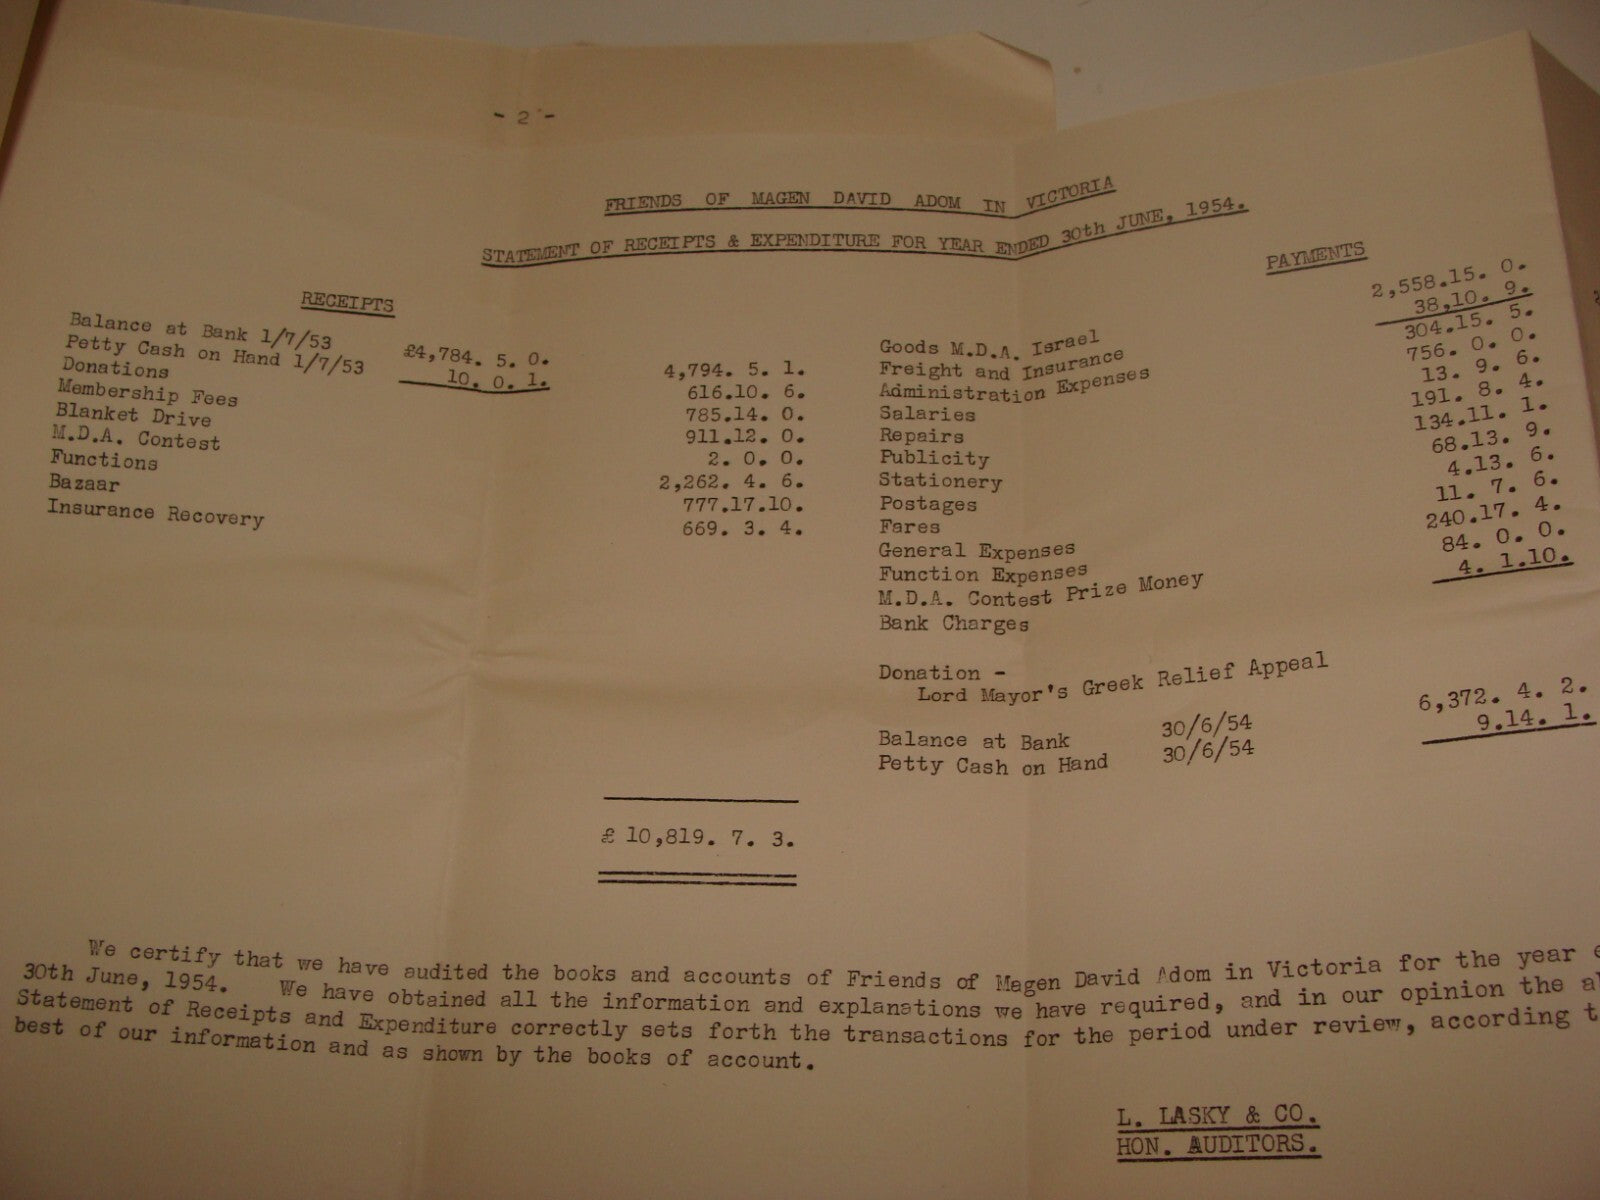 - 2 -
FRIENDS OF MAGEN DAVID ADOM IN VICTORIA
STATEMENT OF RECEIPTS & EXPENDITURE FOR YEAR ENDED 30th JUNE, 1954.
RECEIPTS
Balance at Bank 1/7/53 £4,784. 5. 0.
Petty Cash on Hand 1/7/53 10. 0. 1. 4,794. 5. 1.
Donations 616.10. 6.
Membership Fees 785.14. 0.
Blanket Drive 911.12. 0.
M.D.A. Contest 2. 0. 0.
Functions 2,262. 4. 6.
Bazaar 777.17.10.
Insurance Recovery 669. 3. 4.
£ 10,819. 7. 3.
PAYMENTS
Goods M.D.A. Israel 2,558.15. 0.
Freight and Insurance 38,10. 9.
Administration Expenses 304.15. 5.
Salaries 756. 0. 0.
Repairs 13. 9. 6.
Publicity 191. 8. 4.
Stationery 134.11. 1.
Postages 68.13. 9.
Fares 4.13. 6.
General Expenses 11. 7. 6.
Function Expenses 240.17. 4.
M.D.A. Contest Prize Money 84. 0. 0.
Bank Charges 4. 1.10.
Donation -
Lord Mayor's Greek Relief Appeal
Balance at Bank 30/6/54 6,372. 4. 2.
Petty Cash on Hand 30/6/54 9.14. 1.
We certify that we have audited the books and accounts of Friends of Magen David Adom in Victoria for the year
30th June, 1954. We have obtained all the information and explanations we have required, and in our opinion the
Statement of Receipts and Expenditure correctly sets forth the transactions for the period under review, according
best of our information and as shown by the books of account.
L. LASKY & CO.
HON. AUDITORS.